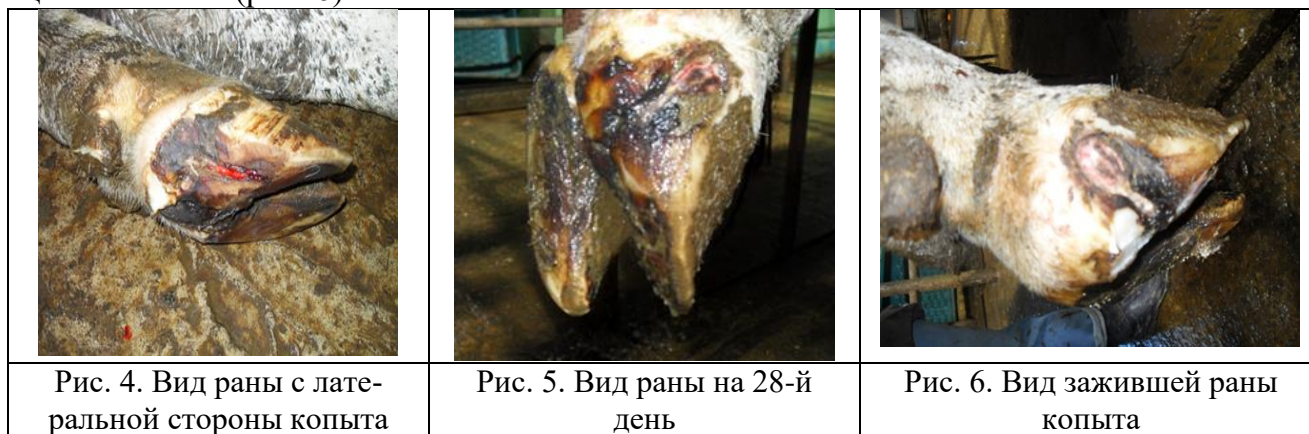 Рис. 4. Вид раны с лате-
ральной стороны копыта
Рис. 5. Вид раны на 28-й
день
Рис. 6. Вид зажившей раны
копыта